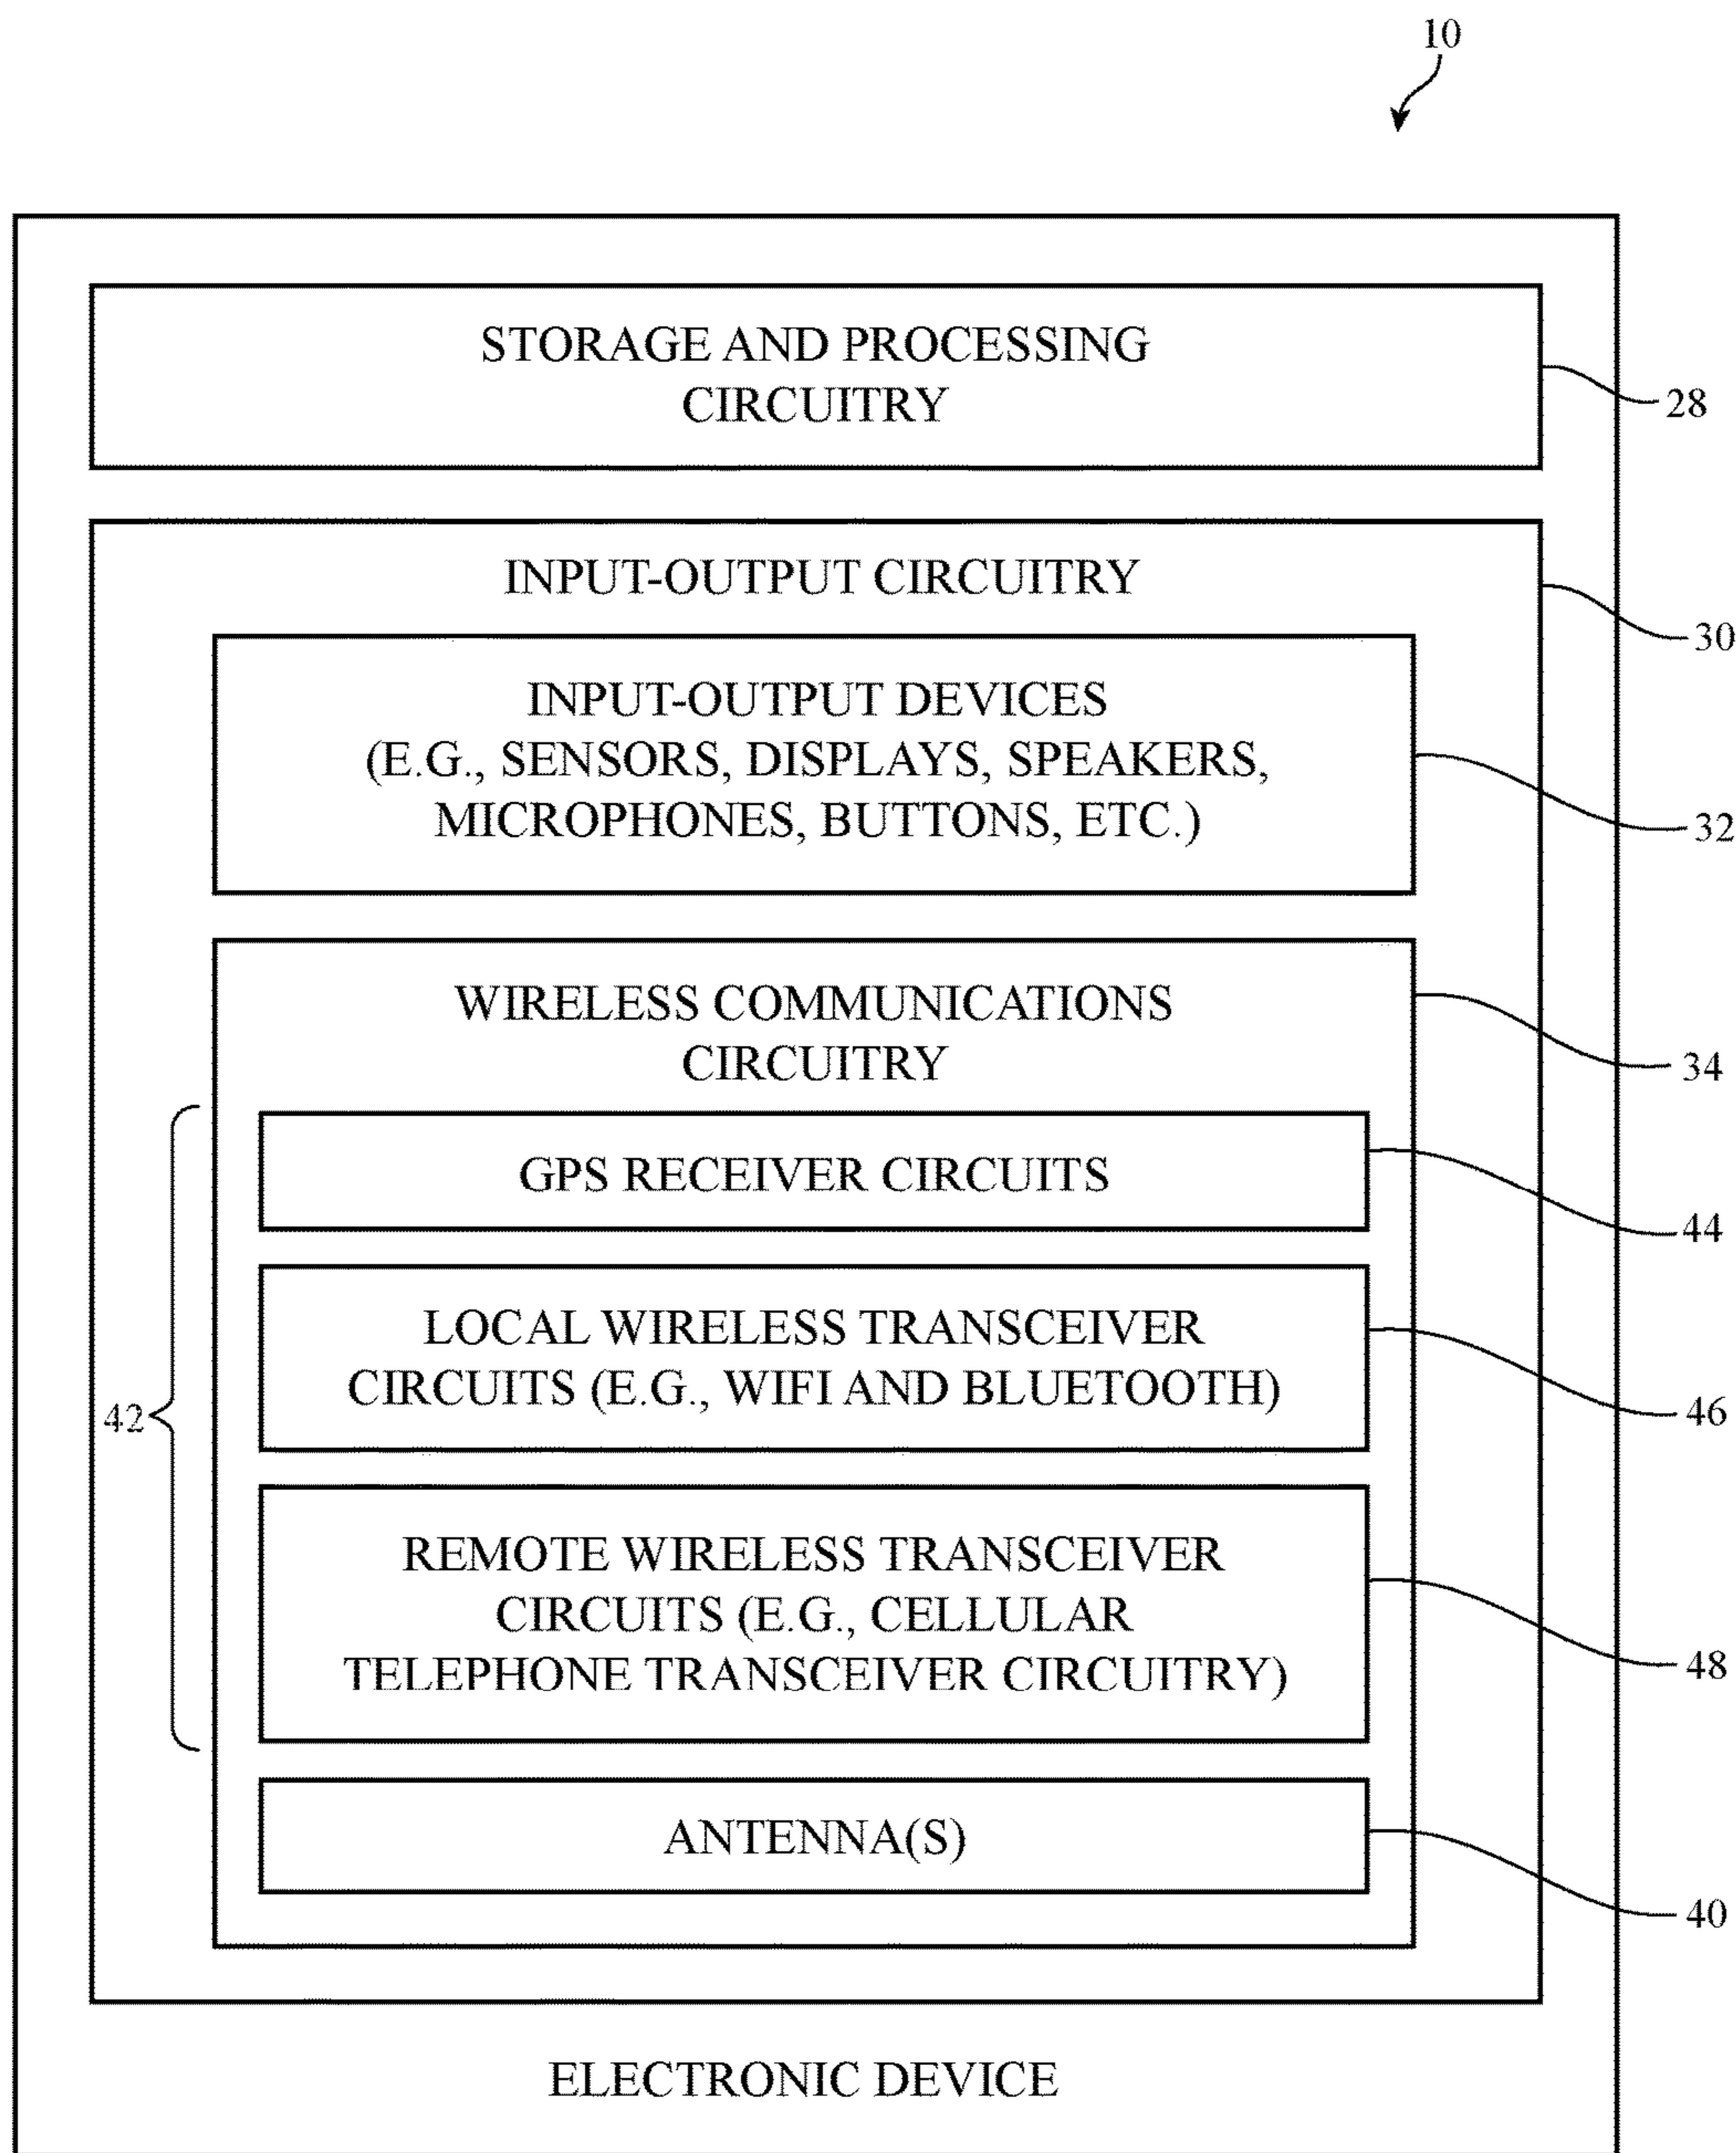 10
STORAGE AND PROCESSING
CIRCUITRY
28
INPUT-OUTPUT CIRCUITRY
30
INPUT-OUTPUT DEVICES
(E.G., SENSORS, DISPLAYS, SPEAKERS,
MICROPHONES, BUTTONS, ETC.)
32
WIRELESS COMMUNICATIONS
CIRCUITRY
34
GPS RECEIVER CIRCUITS
44
LOCAL WIRELESS TRANSCEIVER
CIRCUITS (E.G., WIFI AND BLUETOOTH)
42
46
REMOTE WIRELESS TRANSCEIVER
CIRCUITS (E.G., CELLULAR
TELEPHONE TRANSCEIVER CIRCUITRY)
48
ANTENNA(S)
40
ELECTRONIC DEVICE